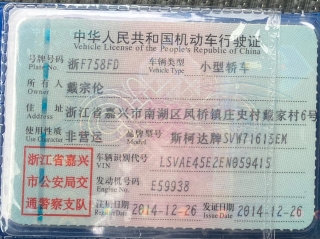 中华人民共和国机动车行驶证
Vehicle License of the People's Republic of China
号牌号码 浙F758FD 车辆类型 小型轿车
Plate No. Vehicle Type
所有人 戴宗伦
Owner
住址 浙江省嘉兴市南湖区凤桥镇庄史村戴家村6号
Address
使用性质 非营运 品牌型号 斯柯达牌SVW71615EM
Use Character Model
浙江省嘉兴市公安局交通警察支队
车辆识别代号 LSVAE45E2EN059415
VIN
发动机号码 E59938
Engine No.
注册日期 2014-12-26 发证日期 2014-12-26
Register Date Issue Date